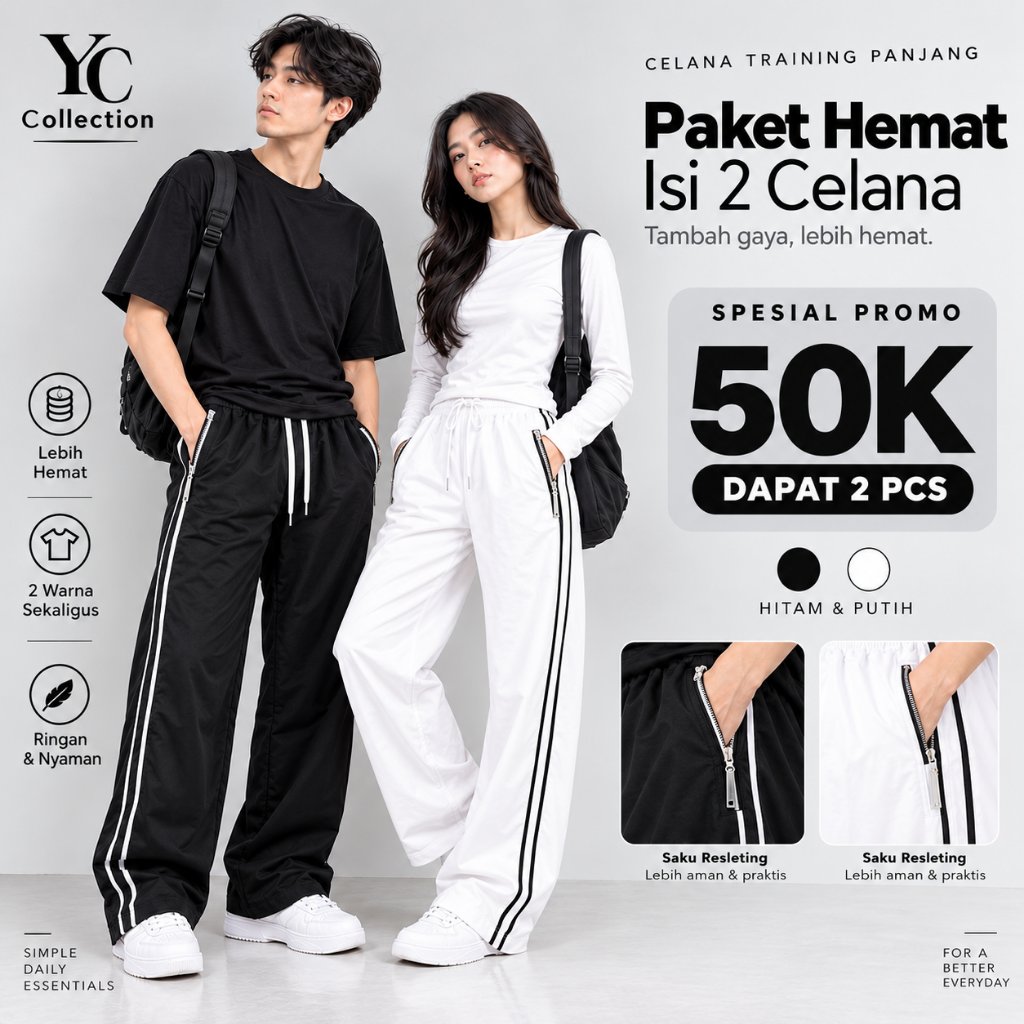 YC
Collection
CELANA TRAINING PANJANG
Paket Hemat
Isi 2 Celana
Tambah gaya, lebih hemat.
SPESIAL PROMO
50K
DAPAT 2 PCS
HITAM & PUTIH
Lebih
Hemat
2 Warna
Sekaligus
Ringan
& Nyaman
Saku Resleting
Lebih aman & praktis
Saku Resleting
Lebih aman & praktis
SIMPLE
DAILY
ESSENTIALS
FOR A
BETTER
EVERYDAY